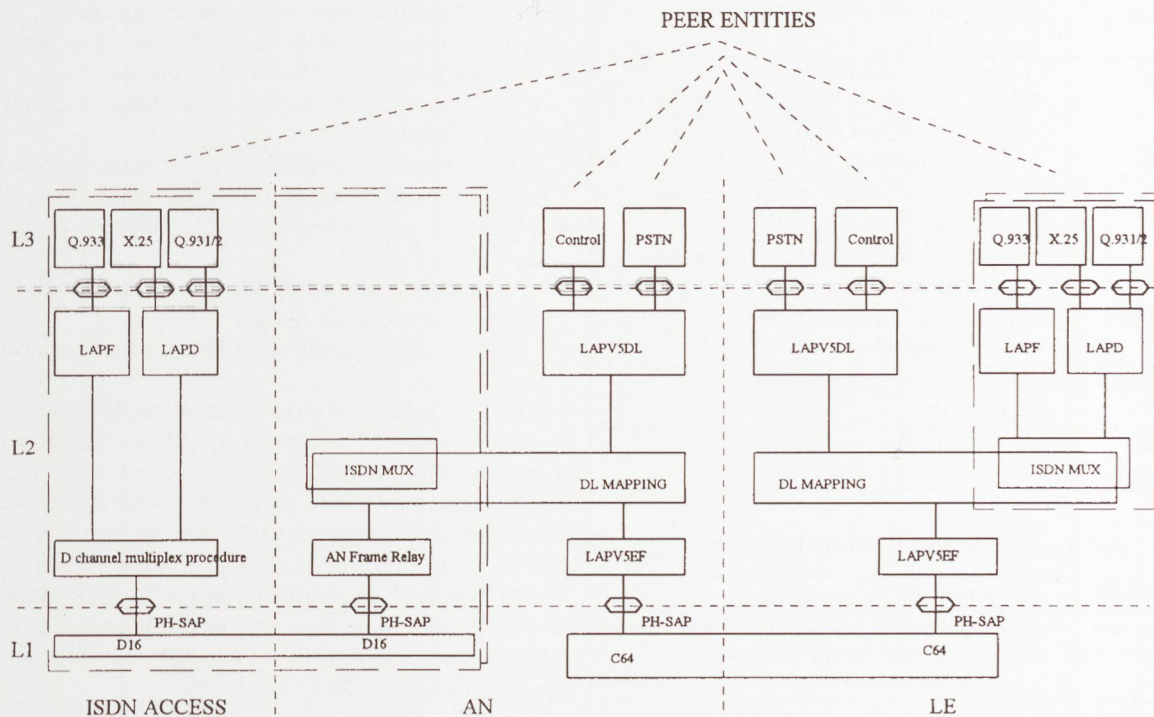 PEER ENTITIES
L3
Q.933
X.25
Q.931/2
Control
PSTN
PSTN
Control
Q.933
X.25
Q.931/2
LAPF
LAPD
LAPV5DL
LAPV5DL
LAPF
LAPD
L2
ISDN MUX
DL MAPPING
DL MAPPING
ISDN MUX
D channel multiplex procedure
AN Frame Relay
LAPV5EF
LAPV5EF
PH-SAP
PH-SAP
PH-SAP
PH-SAP
L1
D16
D16
C64
C64
ISDN ACCESS
AN
LE